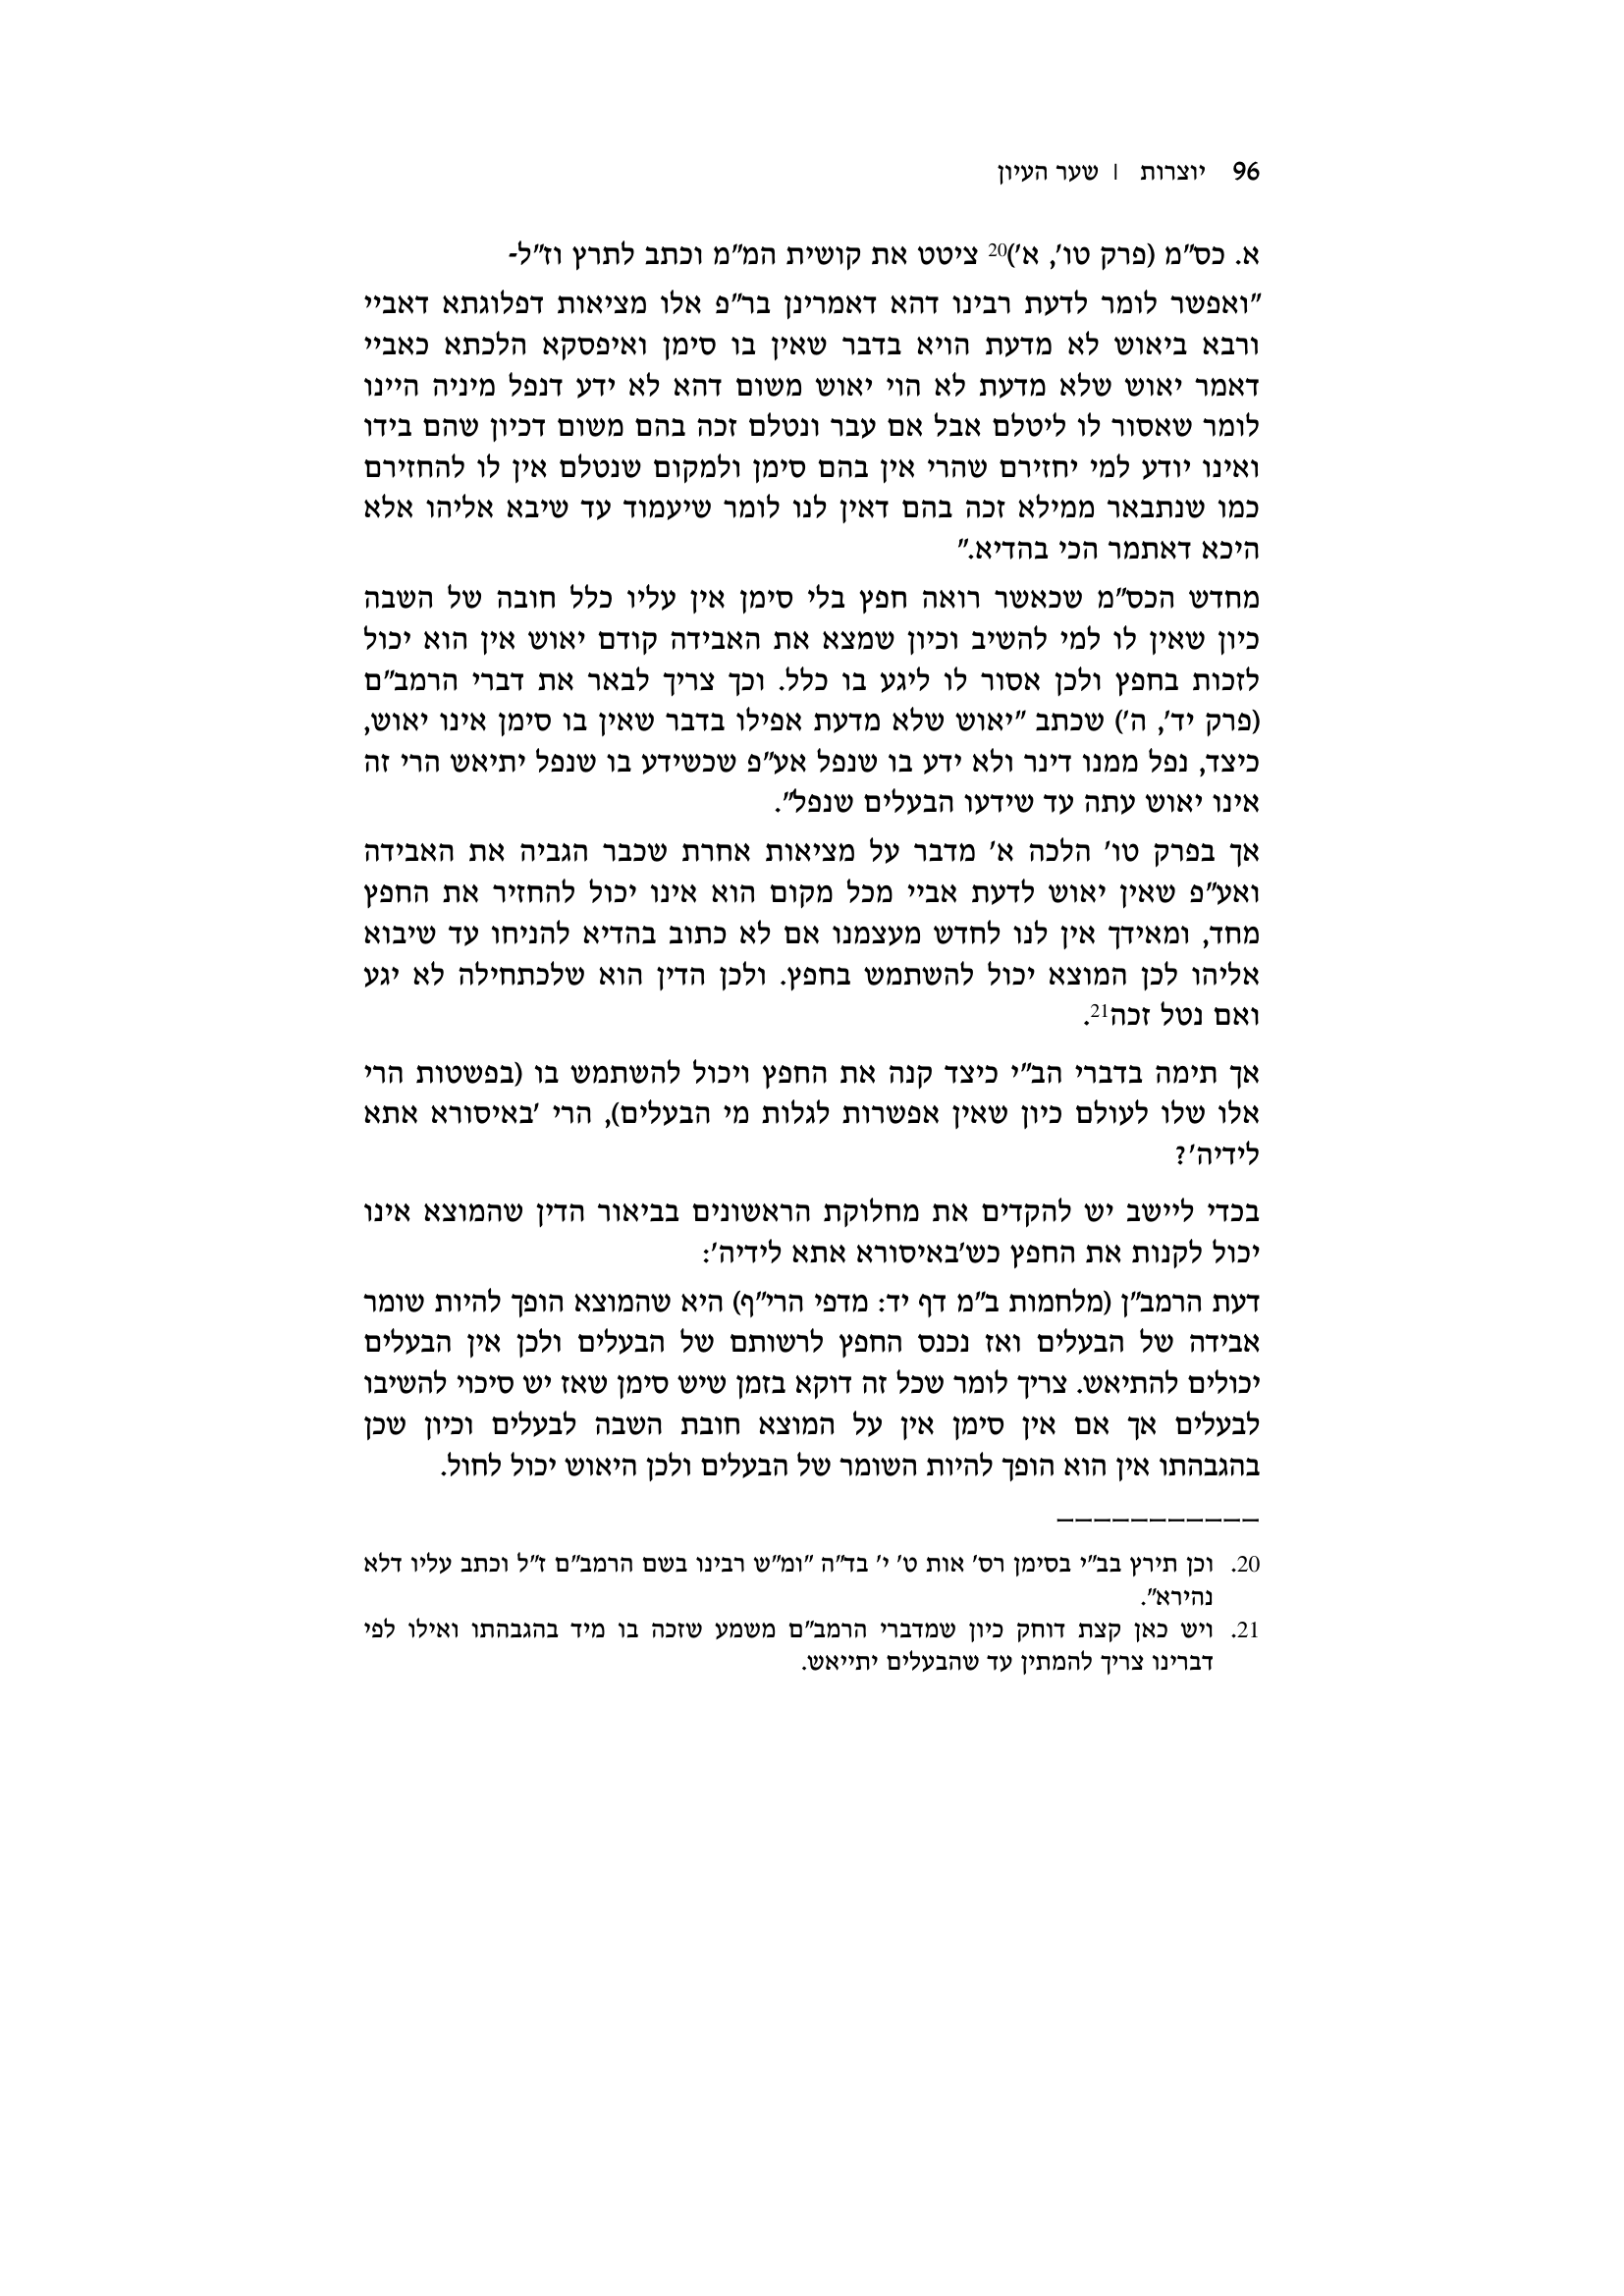 96 יוצרות | שער העיון
א. כס"מ (פרק טו', א')20 ציטט את קושית המ"מ וכתב לתרץ וז"ל-
"ואפשר לומר לדעת רבינו דהא דאמרינן בר"פ אלו מציאות דפלוגתא דאביי
ורבא ביאוש לא מדעת הויא בדבר שאין בו סימן ואיפסקא הלכתא כאביי
דאמר יאוש שלא מדעת לא הוי יאוש משום דהא לא ידע דנפל מיניה היינו
לומר שאסור לו ליטלם אבל אם עבר ונטלם זכה בהם משום דכיון שהם בידו
ואינו יודע למי יחזירם שהרי אין בהם סימן ולמקום שנטלם אין לו להחזירם
כמו שנתבאר ממילא זכה בהם דאין לנו לומר שיעמוד עד שיבא אליהו אלא
היכא דאתמר הכי בהדיא."
מחדש הכס"מ שכאשר רואה חפץ בלי סימן אין עליו כלל חובה של השבה
כיון שאין לו למי להשיב וכיון שמצא את האבידה קודם יאוש אין הוא יכול
לזכות בחפץ ולכן אסור לו ליגע בו כלל. וכך צריך לבאר את דברי הרמב"ם
(פרק יד', ה') שכתב "יאוש שלא מדעת אפילו בדבר שאין בו סימן אינו יאוש,
כיצד, נפל ממנו דינר ולא ידע בו שנפל אע"פ שכשידע בו שנפל יתיאש הרי זה
אינו יאוש עתה עד שידעו הבעלים שנפל".
אך בפרק טו' הלכה א' מדבר על מציאות אחרת שכבר הגביה את האבידה
ואע"פ שאין יאוש לדעת אביי מכל מקום הוא אינו יכול להחזיר את החפץ
מחד, ומאידך אין לנו לחדש מעצמנו אם לא כתוב בהדיא להניחו עד שיבוא
אליהו לכן המוצא יכול להשתמש בחפץ. ולכן הדין הוא שלכתחילה לא יגע
ואם נטל זכה21.
אך תימה בדברי הב"י כיצד קנה את החפץ ויכול להשתמש בו (בפשטות הרי
אלו שלו לעולם כיון שאין אפשרות לגלות מי הבעלים), הרי 'באיסורא אתא
לידיה'?
בכדי ליישב יש להקדים את מחלוקת הראשונים בביאור הדין שהמוצא אינו
יכול לקנות את החפץ כש'באיסורא אתא לידיה':
דעת הרמב"ן (מלחמות ב"מ דף יד: מדפי הרי"ף) היא שהמוצא הופך להיות שומר
אבידה של הבעלים ואז נכנס החפץ לרשותם של הבעלים ולכן אין הבעלים
יכולים להתיאש. צריך לומר שכל זה דוקא בזמן שיש סימן שאז יש סיכוי להשיבו
לבעלים אך אם אין סימן אין על המוצא חובת השבה לבעלים וכיון שכן
בהגבהתו אין הוא הופך להיות השומר של הבעלים ולכן היאוש יכול לחול.
20. וכן תירץ בב"י בסימן רס' אות ט' י' בד"ה "ומ"ש רבינו בשם הרמב"ם ז"ל וכתב עליו דלא
נהירא".
21. ויש כאן קצת דוחק כיון שמדברי הרמב"ם משמע שזכה בו מיד בהגבהתו ואילו לפי
דברינו צריך להמתין עד שהבעלים יתייאש.